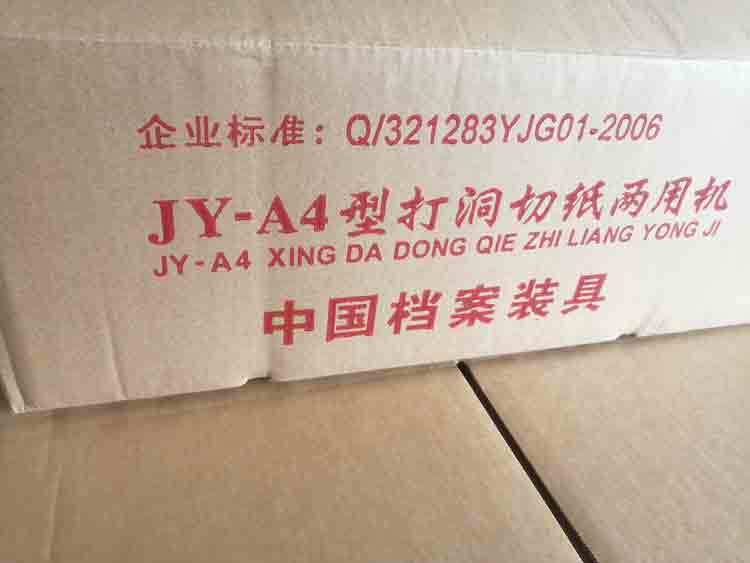 企业标准：Q/321283YJG01-2006
JY-A4型打洞切纸两用机
JY-A4 XING DA DONG QIE ZHI LIANG YONG JI
中国档案装具